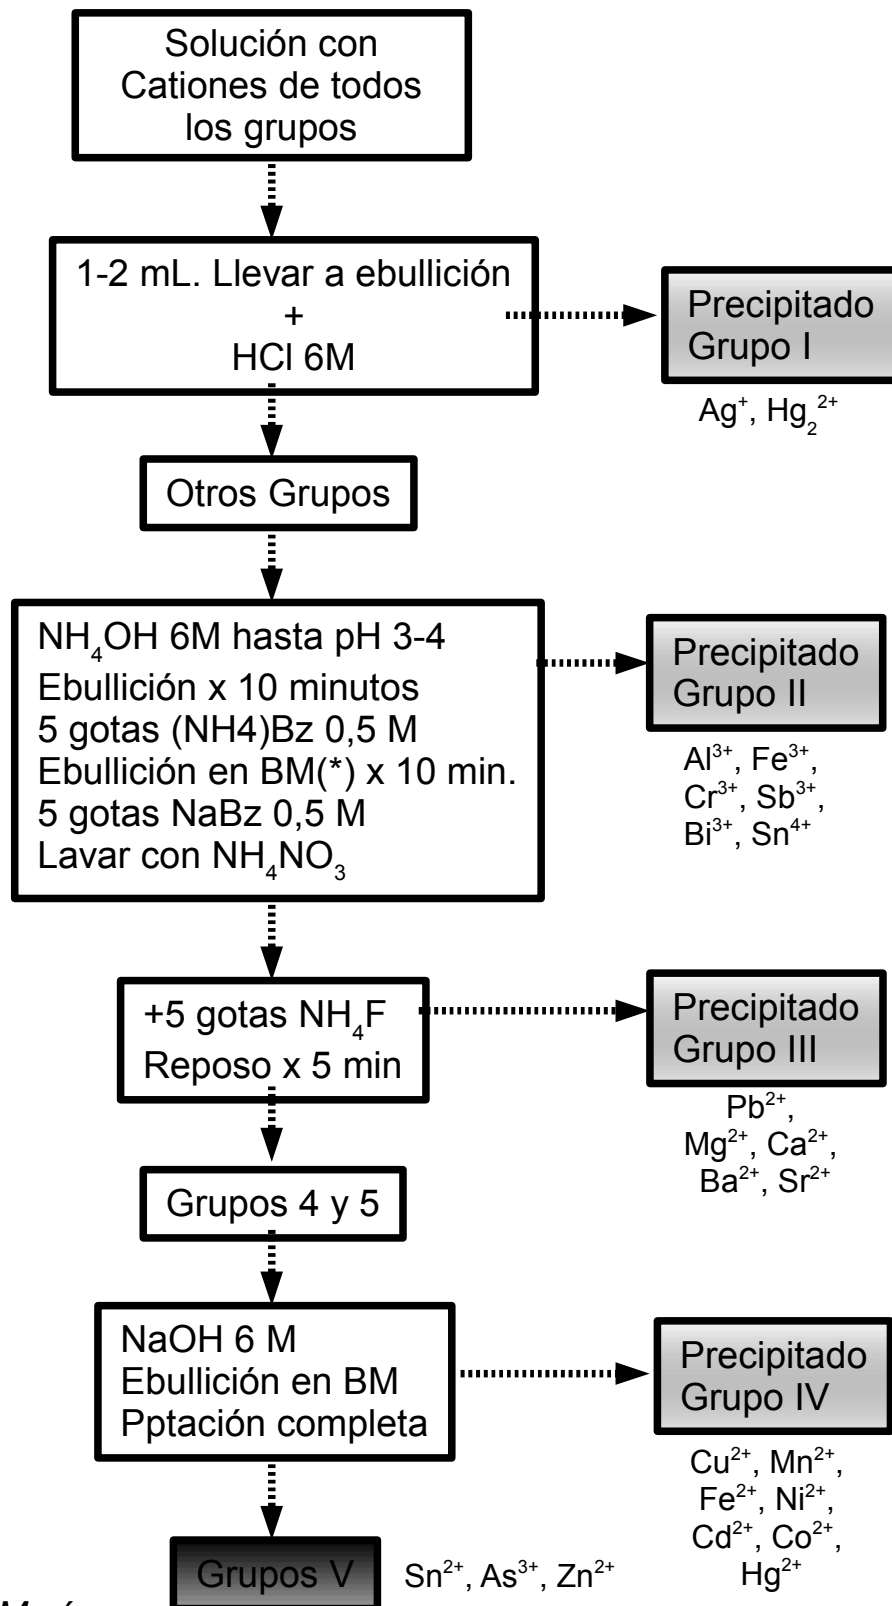 Solución con
Cationes de todos
los grupos
1-2 mL. Llevar a ebullición
+
HCl 6M
Precipitado
Grupo I
Ag⁺, Hg₂²⁺
Otros Grupos
NH₄OH 6M hasta pH 3-4
Ebullición x 10 minutos
5 gotas (NH4)Bz 0,5 M
Ebullición en BM(*) x 10 min.
5 gotas NaBz 0,5 M
Lavar con NH₄NO₃
Precipitado
Grupo II
Al³⁺, Fe³⁺,
Cr³⁺, Sb³⁺,
Bi³⁺, Sn⁴⁺
+5 gotas NH₄F
Reposo x 5 min
Precipitado
Grupo III
Pb²⁺,
Mg²⁺, Ca²⁺,
Ba²⁺, Sr²⁺
Grupos 4 y 5
NaOH 6 M
Ebullición en BM
Pptación completa
Precipitado
Grupo IV
Cu²⁺, Mn²⁺,
Fe²⁺, Ni²⁺,
Cd²⁺, Co²⁺,
Hg²⁺
Grupos V
Sn²⁺, As³⁺, Zn²⁺